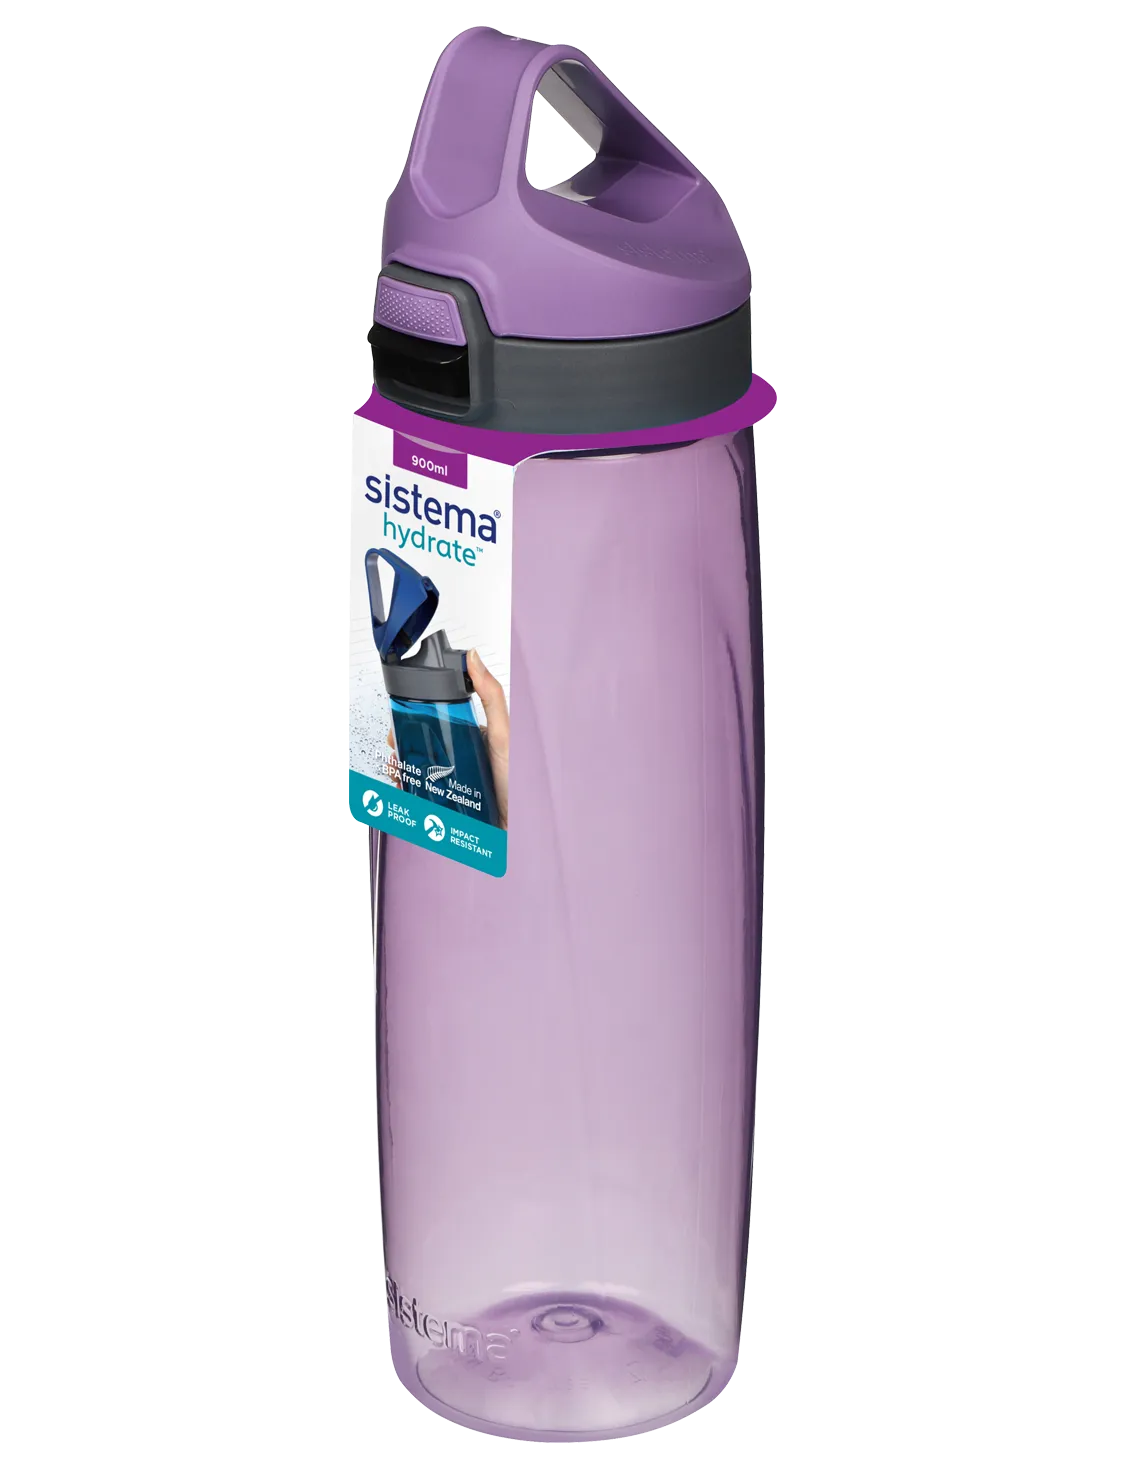 900ml
sistema®
hydrate™
Phthalate
BPA free
Made in
New Zealand
LEAK
PROOF
IMPACT
RESISTANT
sistema